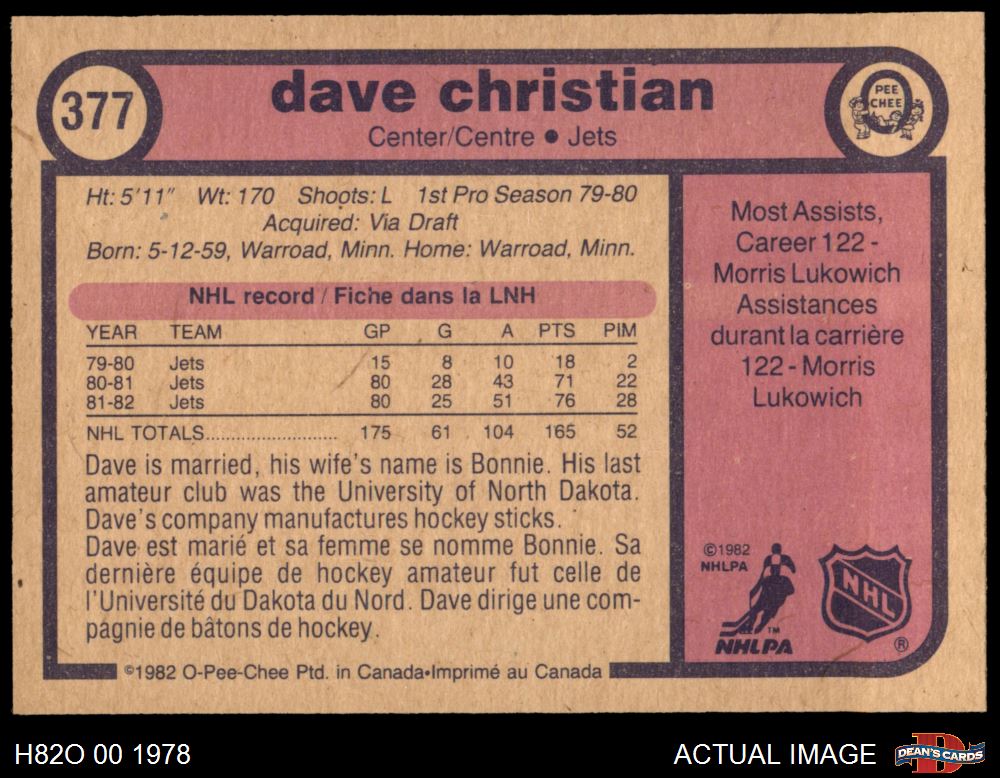 377
dave christian
Center/Centre ● Jets
O
PEE
CHEE
Ht: 5'11" Wt: 170 Shoots: L 1st Pro Season 79-80
Acquired: Via Draft
Born: 5-12-59, Warroad, Minn. Home: Warroad, Minn.
NHL record / Fiche dans la LNH
YEAR TEAM GP G A PTS PIM
79-80 Jets 15 8 10 18 2
80-81 Jets 80 28 43 71 22
81-82 Jets 80 25 51 76 28
NHL TOTALS........................... 175 61 104 165 52
Dave is married, his wife's name is Bonnie. His last
amateur club was the University of North Dakota.
Dave's company manufactures hockey sticks.
Dave est marié et sa femme se nomme Bonnie. Sa
dernière équipe de hockey amateur fut celle de
l'Université du Dakota du Nord. Dave dirige une com-
pagnie de bâtons de hockey.
Most Assists,
Career 122 -
Morris Lukowich
Assistances
durant la carrière
122 - Morris
Lukowich
©1982
NHLPA
TM
NHLPA
NHL
®
©1982 O-Pee-Chee Ptd. in Canada•Imprimé au Canada
H82O 00 1978
ACTUAL IMAGE
DEAN'S CARDS